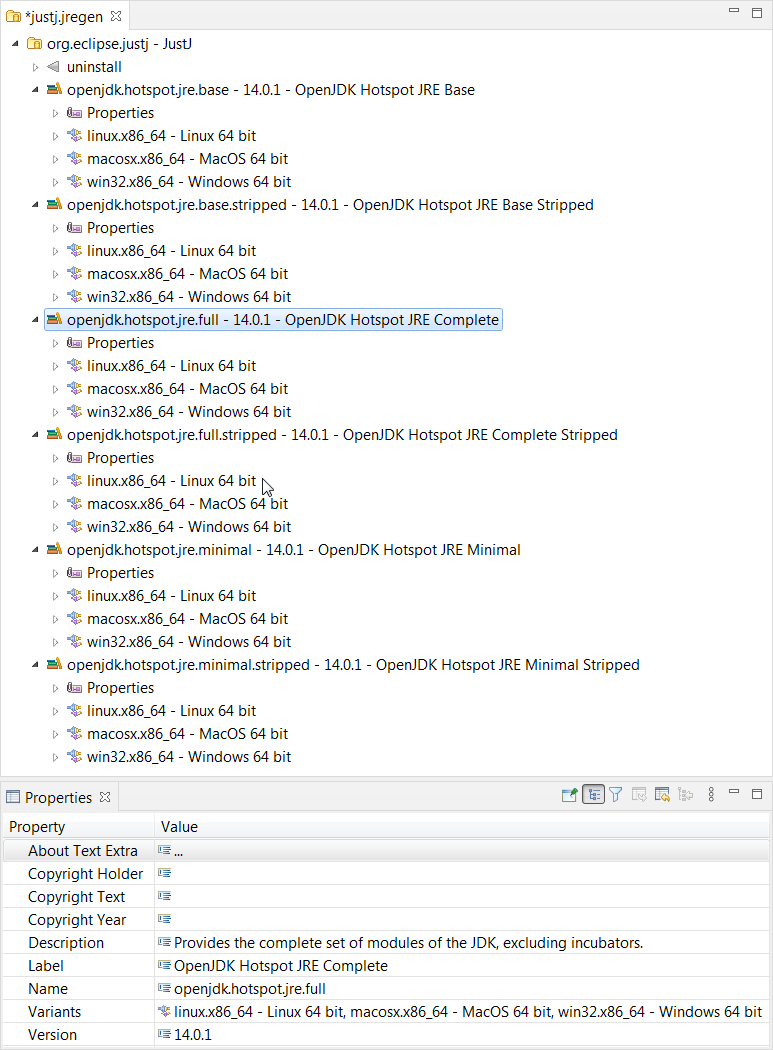 *justj.jregen
org.eclipse.justj - JustJ
uninstall
openjdk.hotspot.jre.base - 14.0.1 - OpenJDK Hotspot JRE Base
Properties
linux.x86_64 - Linux 64 bit
macosx.x86_64 - MacOS 64 bit
win32.x86_64 - Windows 64 bit
openjdk.hotspot.jre.base.stripped - 14.0.1 - OpenJDK Hotspot JRE Base Stripped
Properties
linux.x86_64 - Linux 64 bit
macosx.x86_64 - MacOS 64 bit
win32.x86_64 - Windows 64 bit
openjdk.hotspot.jre.full - 14.0.1 - OpenJDK Hotspot JRE Complete
Properties
linux.x86_64 - Linux 64 bit
macosx.x86_64 - MacOS 64 bit
win32.x86_64 - Windows 64 bit
openjdk.hotspot.jre.full.stripped - 14.0.1 - OpenJDK Hotspot JRE Complete Stripped
Properties
linux.x86_64 - Linux 64 bit
macosx.x86_64 - MacOS 64 bit
win32.x86_64 - Windows 64 bit
openjdk.hotspot.jre.minimal - 14.0.1 - OpenJDK Hotspot JRE Minimal
Properties
linux.x86_64 - Linux 64 bit
macosx.x86_64 - MacOS 64 bit
win32.x86_64 - Windows 64 bit
openjdk.hotspot.jre.minimal.stripped - 14.0.1 - OpenJDK Hotspot JRE Minimal Stripped
Properties
linux.x86_64 - Linux 64 bit
macosx.x86_64 - MacOS 64 bit
win32.x86_64 - Windows 64 bit
Properties
Property Value
About Text Extra ...
Copyright Holder
Copyright Text
Copyright Year
Description Provides the complete set of modules of the JDK, excluding incubators.
Label OpenJDK Hotspot JRE Complete
Name openjdk.hotspot.jre.full
Variants linux.x86_64 - Linux 64 bit, macosx.x86_64 - MacOS 64 bit, win32.x86_64 - Windows 64 bit
Version 14.0.1